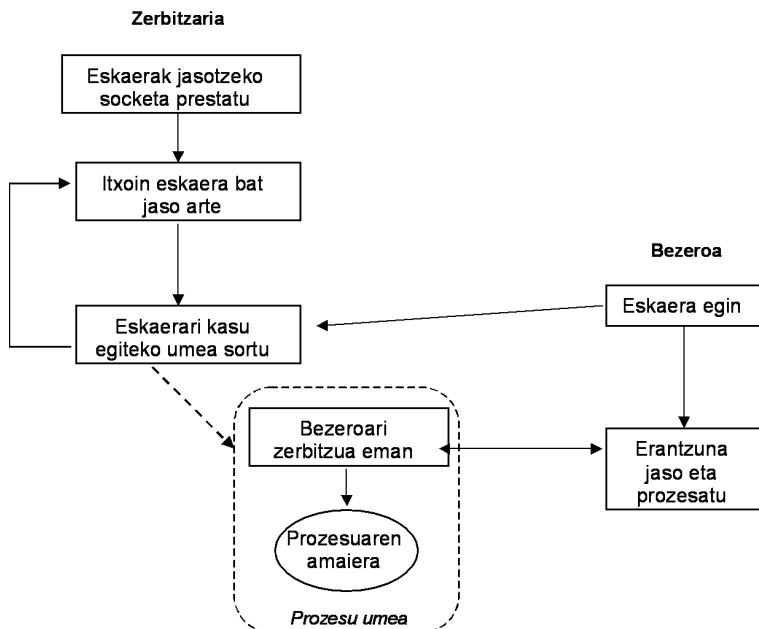 Zerbitzaria
Eskaerak jasotzeko
socketa prestatu
Itxoin eskaera bat
jaso arte
Eskaerari kasu
egiteko umea sortu
Bezeroa
Eskaera egin
Bezeroari
zerbitzua eman
Erantzuna
jaso eta
prozesatu
Prozesuaren
amaiera
Prozesu umea